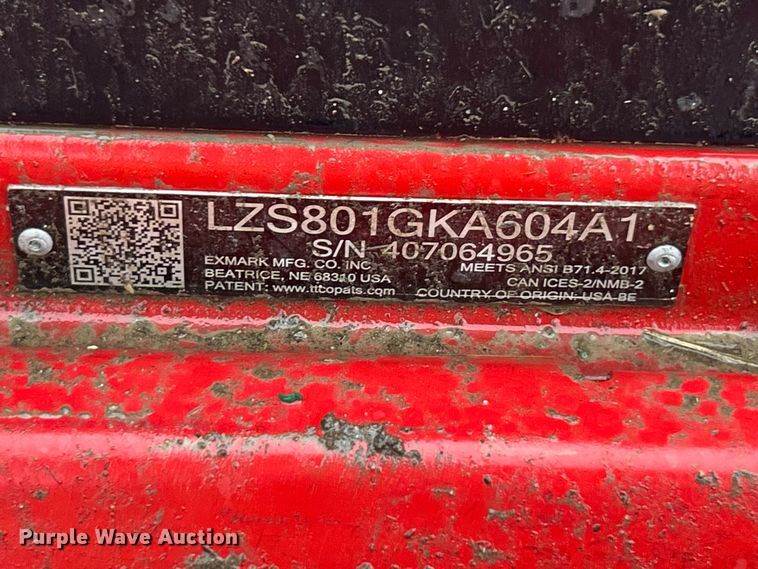 LZS801GKA604A1
S/N 407064965
EXMARK MFG. CO. INC.
MEETS ANSI B71.4-2017
BEATRICE, NE 68310 USA
CAN ICES-2/NMB-2
PATENT: www.ttcopats.com
COUNTRY OF ORIGIN: USA BE
Purple Wave Auction